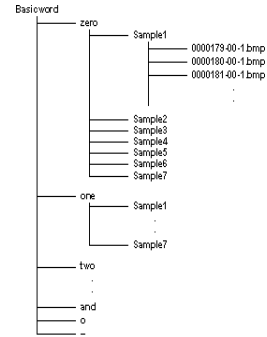 Basicword
zero
Sample1
0000179-00-1.bmp
0000180-00-1.bmp
0000181-00-1.bmp
.
.
Sample2
Sample3
Sample4
Sample5
Sample6
Sample7
one
Sample1
.
.
Sample7
two
.
.
and
o
–